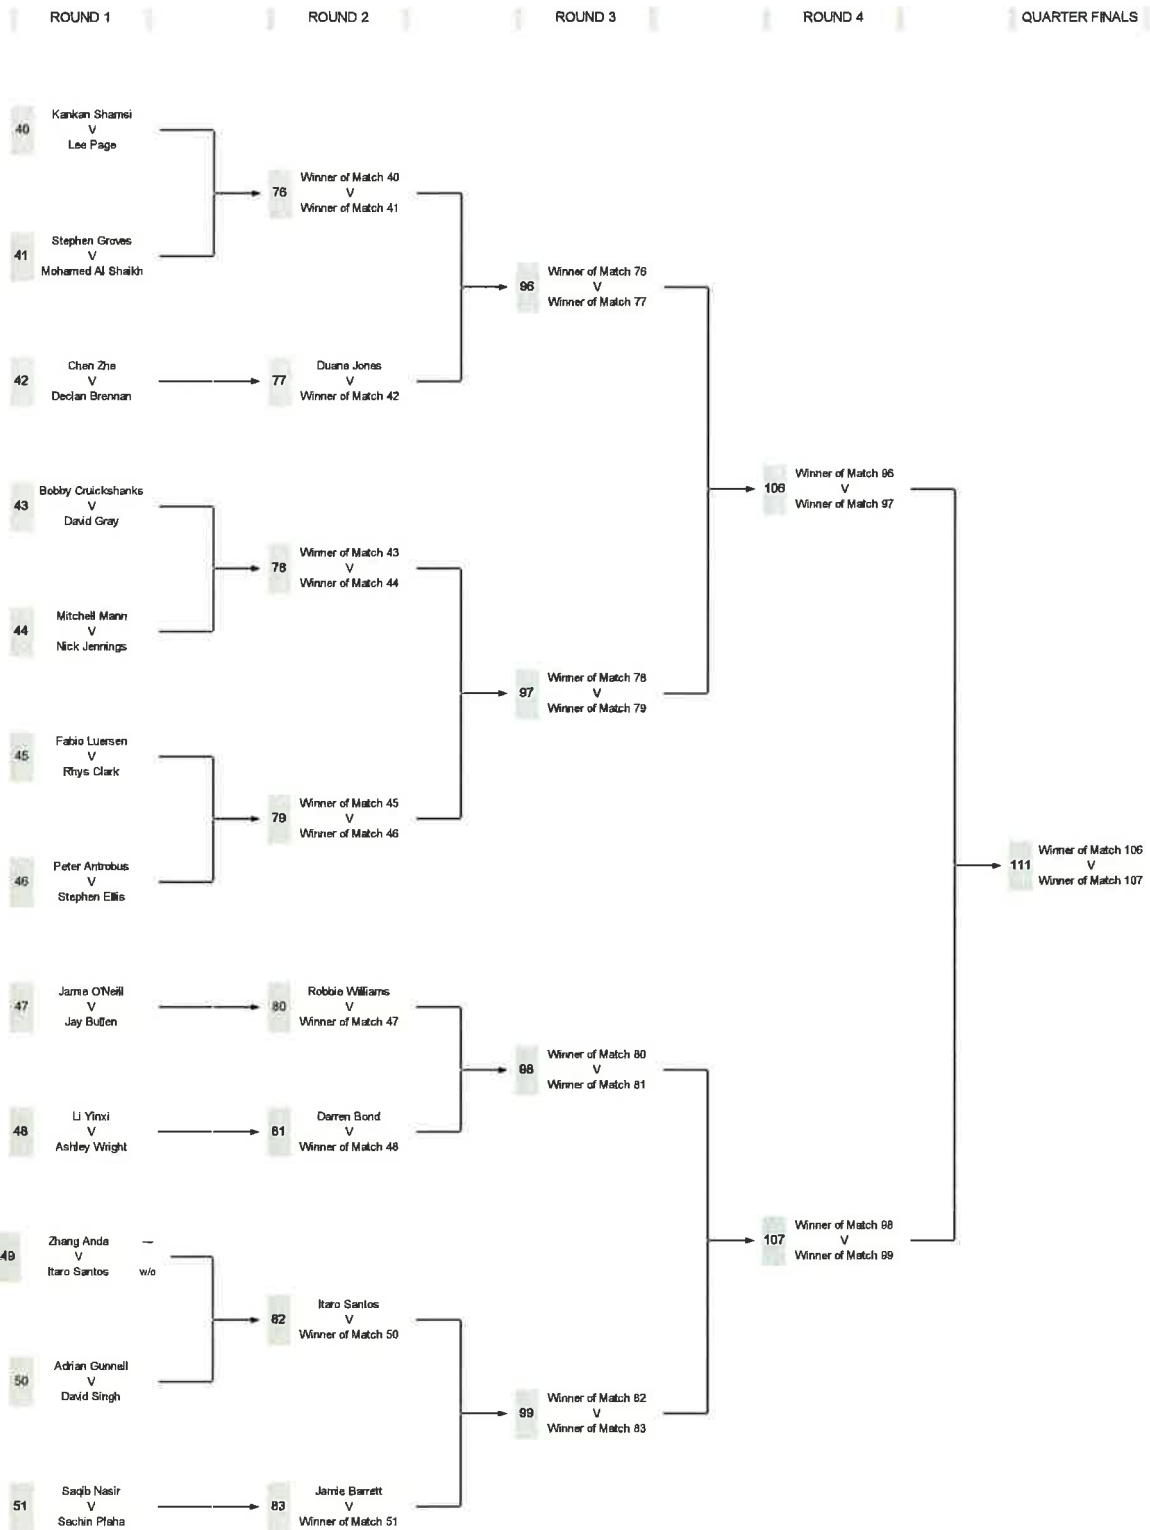 ROUND 1
ROUND 2
ROUND 3
ROUND 4
QUARTER FINALS
40
Kankan Shamsi
V
Lee Page
41
Stephen Groves
V
Mohamed Al Shaikh
42
Chen Zhe
V
Declan Brennan
43
Bobby Cruickshanks
V
David Gray
44
Mitchell Mann
V
Nick Jennings
45
Fabio Luersen
V
Rhys Clark
46
Peter Antrobus
V
Stephen Ellis
47
Jamie O'Neill
V
Jay Bullen
48
Li Yinxi
V
Ashley Wright
49
Zhang Anda —
V
Itaro Santos w/o
50
Adrian Gunnell
V
David Singh
51
Saqib Nasir
V
Sachin Plaha
76
Winner of Match 40
V
Winner of Match 41
77
Duane Jones
V
Winner of Match 42
78
Winner of Match 43
V
Winner of Match 44
79
Winner of Match 45
V
Winner of Match 46
80
Robbie Williams
V
Winner of Match 47
81
Darren Bond
V
Winner of Match 48
82
Itaro Santos
V
Winner of Match 50
83
Jamie Barrett
V
Winner of Match 51
96
Winner of Match 76
V
Winner of Match 77
97
Winner of Match 78
V
Winner of Match 79
98
Winner of Match 80
V
Winner of Match 81
99
Winner of Match 82
V
Winner of Match 83
106
Winner of Match 96
V
Winner of Match 97
107
Winner of Match 98
V
Winner of Match 99
111
Winner of Match 106
V
Winner of Match 107